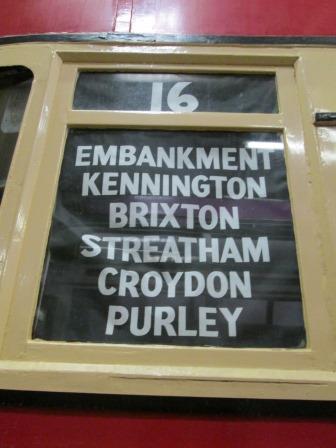 16
EMBANKMENT
KENNINGTON
BRIXTON
STREATHAM
CROYDON
PURLEY